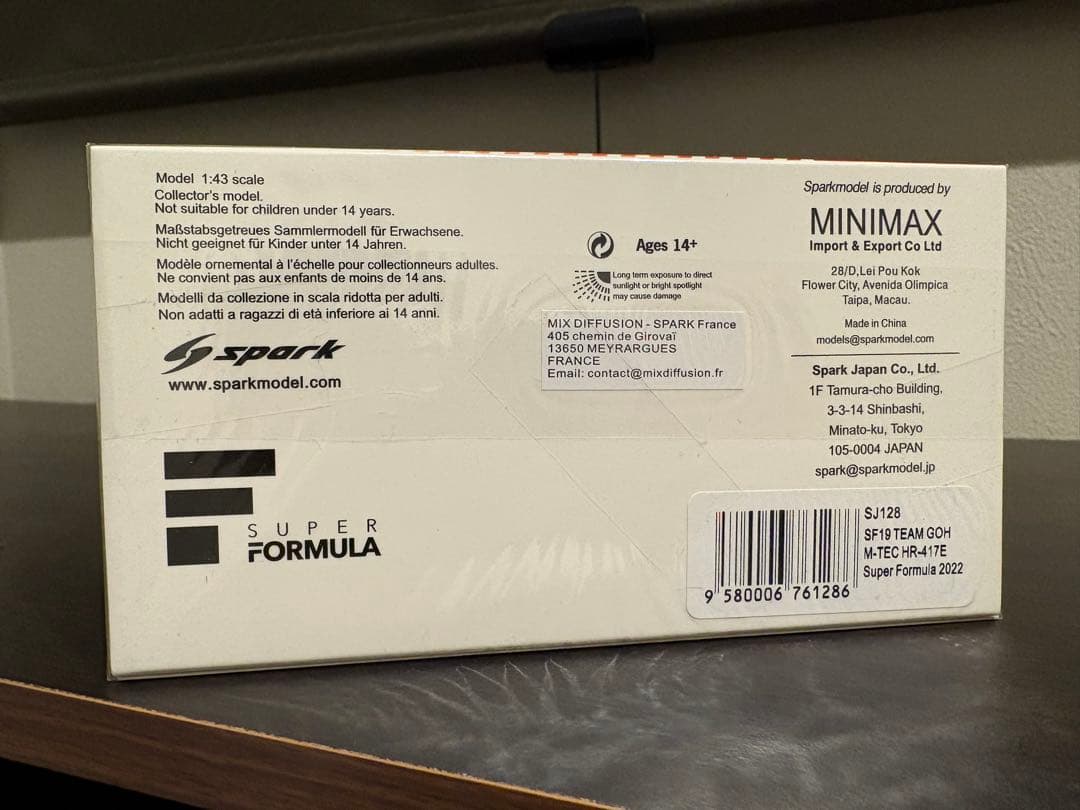 Model 1:43 scale
Collector's model.
Not suitable for children under 14 years.
Maßstabsgetreues Sammlermodell für Erwachsene.
Nicht geeignet für Kinder unter 14 Jahren.
Modèle ornemental à l'échelle pour collectionneurs adultes.
Ne convient pas aux enfants de moins de 14 ans.
Modelli da collezione in scala ridotta per adulti.
Non adatti a ragazzi di età inferiore ai 14 anni.
spark
www.sparkmodel.com
SUPER
FORMULA
Ages 14+
Long term exposure to direct
sunlight or bright spotlight
may cause damage
MIX DIFFUSION - SPARK France
405 chemin de Girovaï
13650 MEYRARGUES
FRANCE
Email: contact@mixdiffusion.fr
Sparkmodel is produced by
MINIMAX
Import & Export Co Ltd
28/D,Lei Pou Kok
Flower City, Avenida Olimpica
Taipa, Macau.
Made in China
models@sparkmodel.com
Spark Japan Co., Ltd.
1F Tamura-cho Building,
3-3-14 Shinbashi,
Minato-ku, Tokyo
105-0004 JAPAN
spark@sparkmodel.jp
SJ128
SF19 TEAM GOH
M-TEC HR-417E
Super Formula 2022
9 580006 761286